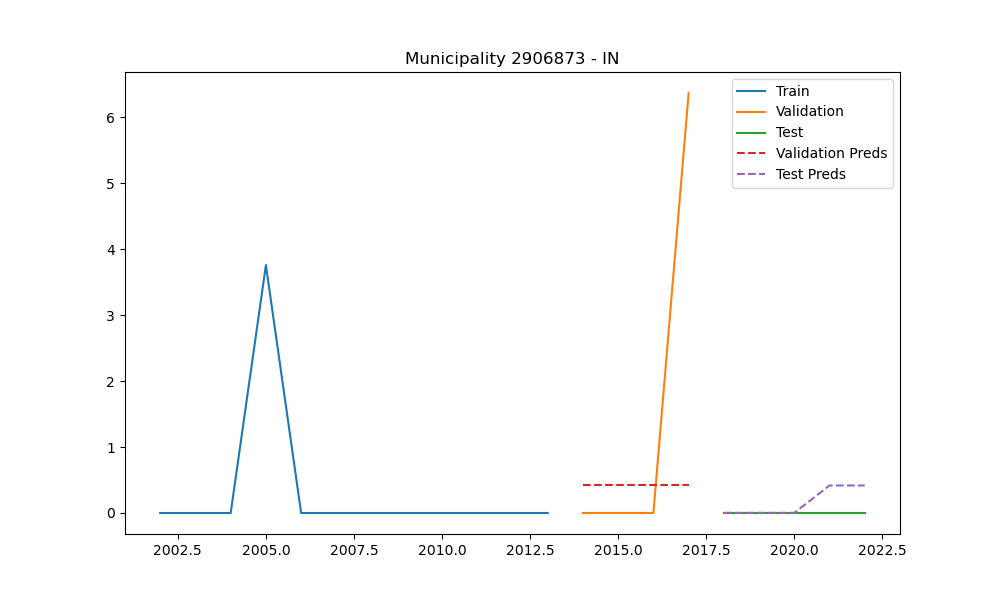 Municipality 2906873 - IN
Train
Validation
Test
Validation Preds
Test Preds
6
5
4
3
2
1
0
2002.5 2005.0 2007.5 2010.0 2012.5 2015.0 2017.5 2020.0 2022.5